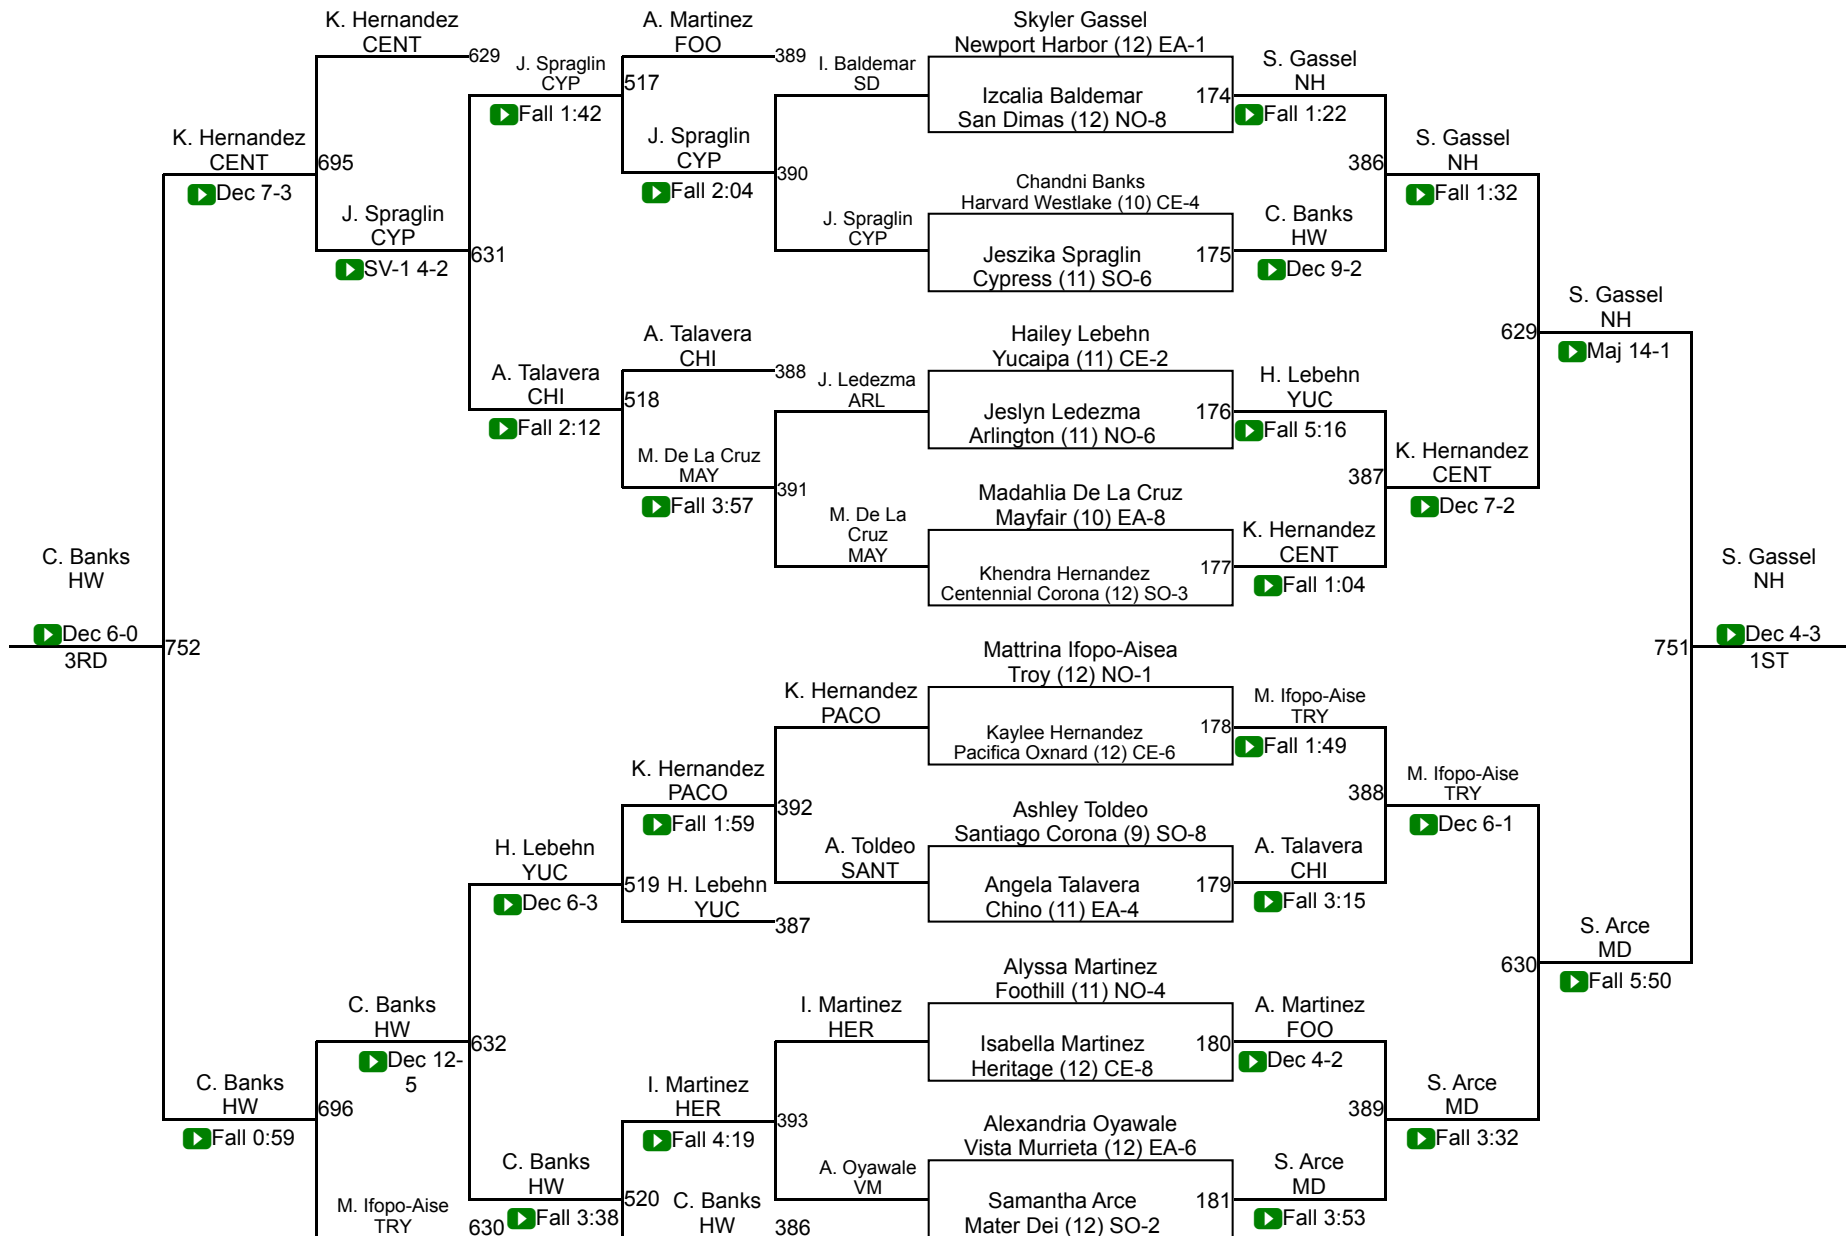 K. Hernandez
CENT
629
A. Martinez
FOO
389
Skyler Gassel
Newport Harbor (12) EA-1
J. Spraglin
CYP
517
Fall 1:42
I. Baldemar
SD
Izcalia Baldemar
San Dimas (12) NO-8
174
S. Gassel
NH
Fall 1:22
K. Hernandez
CENT
695
Dec 7-3
J. Spraglin
CYP
390
Fall 2:04
386
S. Gassel
NH
Fall 1:32
Chandni Banks
Harvard Westlake (10) CE-4
J. Spraglin
CYP
631
SV-1 4-2
J. Spraglin
CYP
Jeszika Spraglin
Cypress (11) SO-6
175
C. Banks
HW
Dec 9-2
S. Gassel
NH
629
Maj 14-1
A. Talavera
CHI
388
Hailey Lebehn
Yucaipa (11) CE-2
A. Talavera
CHI
518
Fall 2:12
J. Ledezma
ARL
Jeslyn Ledezma
Arlington (11) NO-6
176
H. Lebehn
YUC
Fall 5:16
M. De La Cruz
MAY
391
Fall 3:57
387
K. Hernandez
CENT
Dec 7-2
Madahlia De La Cruz
Mayfair (10) EA-8
M. De La
Cruz
MAY
Khendra Hernandez
Centennial Corona (12) SO-3
177
K. Hernandez
CENT
Fall 1:04
C. Banks
HW
Dec 6-0
3RD
752
S. Gassel
NH
751
Dec 4-3
1ST
Mattrina Ifopo-Aisea
Troy (12) NO-1
K. Hernandez
PACO
Kaylee Hernandez
Pacifica Oxnard (12) CE-6
178
M. Ifopo-Aise
TRY
Fall 1:49
K. Hernandez
PACO
392
Fall 1:59
388
M. Ifopo-Aise
TRY
Dec 6-1
Ashley Toldeo
Santiago Corona (9) SO-8
H. Lebehn
YUC
519
Dec 6-3
H. Lebehn
YUC
387
A. Toldeo
SANT
Angela Talavera
Chino (11) EA-4
179
A. Talavera
CHI
Fall 3:15
S. Arce
MD
630
Fall 5:50
Alyssa Martinez
Foothill (11) NO-4
C. Banks
HW
632
Dec 12-
5
I. Martinez
HER
Isabella Martinez
Heritage (12) CE-8
180
A. Martinez
FOO
Dec 4-2
C. Banks
HW
696
Fall 0:59
I. Martinez
HER
393
Fall 4:19
389
S. Arce
MD
Fall 3:32
Alexandria Oyawale
Vista Murrieta (12) EA-6
M. Ifopo-Aise
TRY
630
C. Banks
HW
520
Fall 3:38
C. Banks
HW
386
A. Oyawale
VM
Samantha Arce
Mater Dei (12) SO-2
181
S. Arce
MD
Fall 3:53